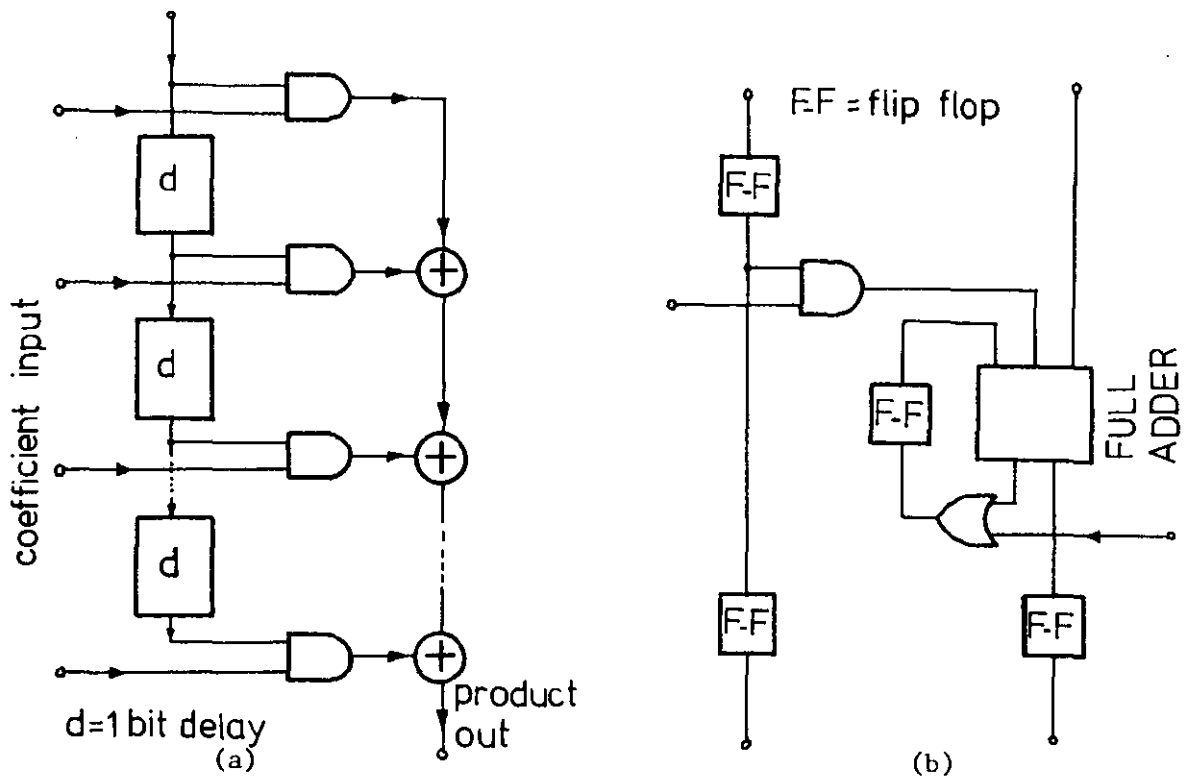 d
d
d
coefficient input
d=1 bit delay
product
out
(a)
F-F = flip flop
F-F
F-F
F-F
F-F
FULL
ADDER
(b)